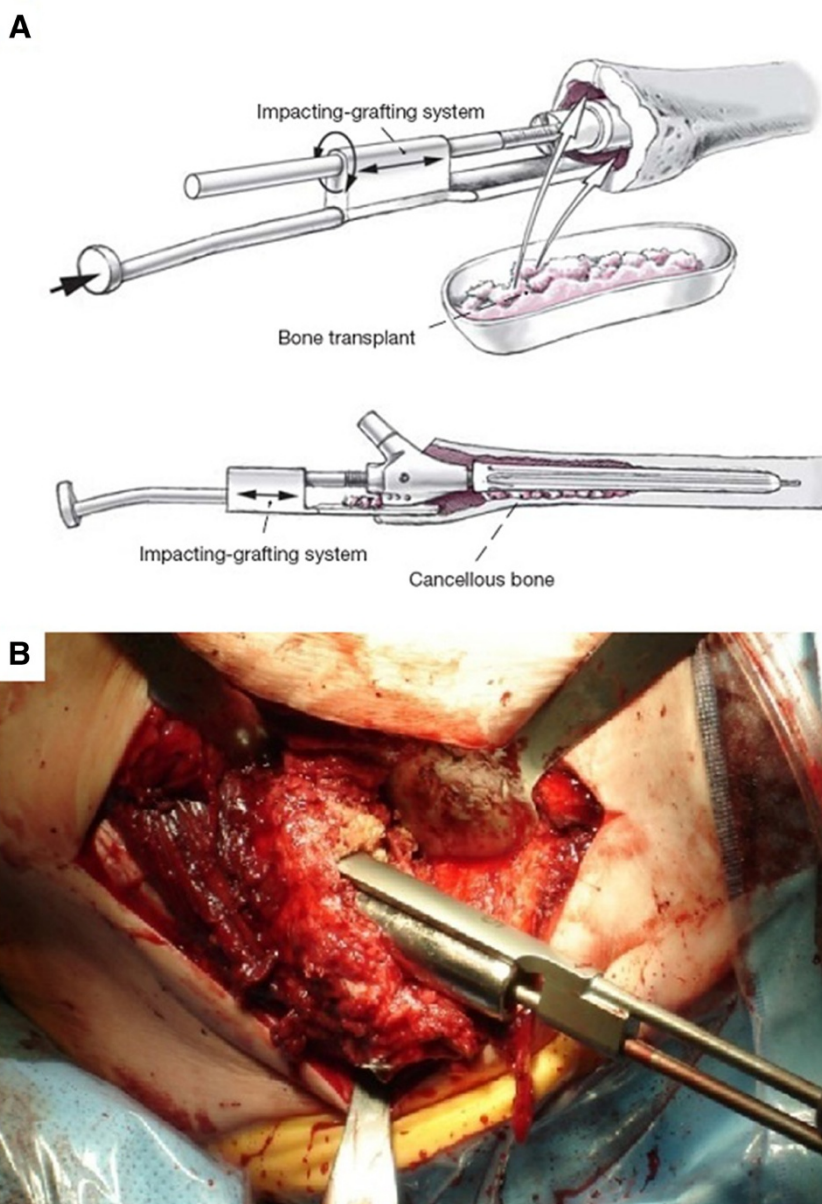 A
Impacting-grafting system
Bone transplant
Impacting-grafting system
Cancellous bone
B